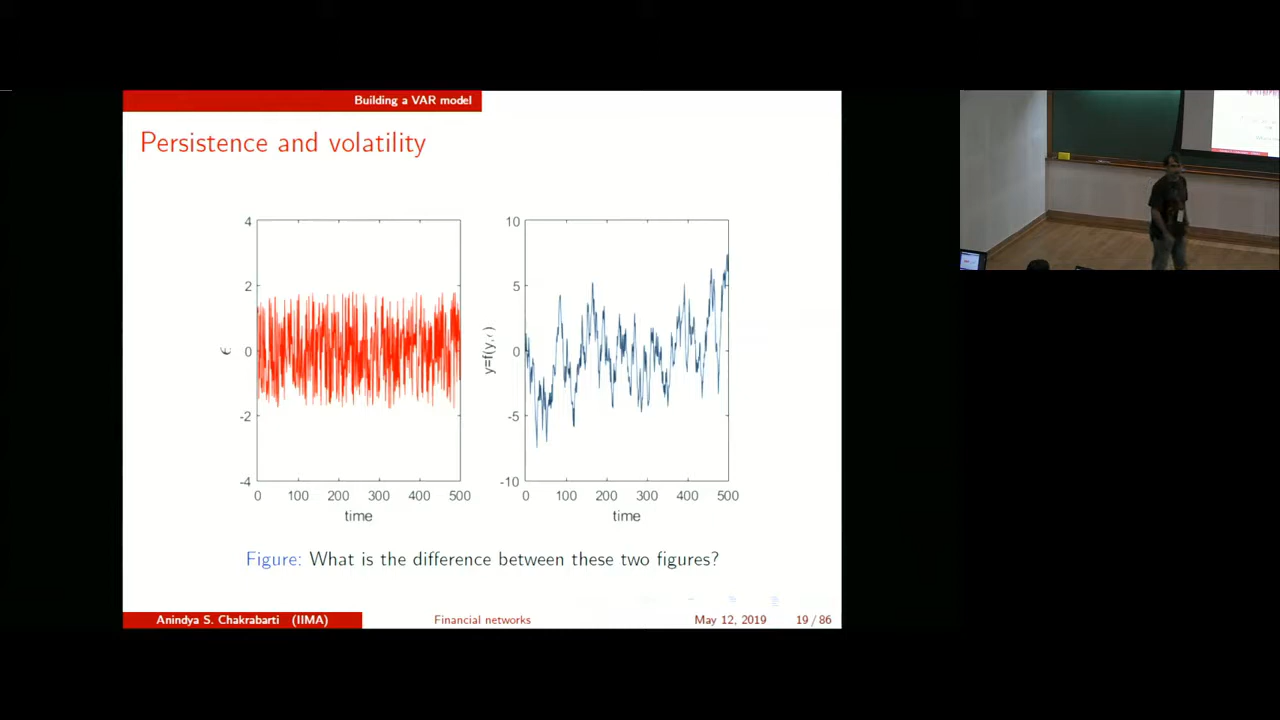 Building a VAR model
Persistence and volatility
4
2
0
-2
-4
ϵ
0 100 200 300 400 500
time
10
5
0
-5
-10
y=f(y,ϵ)
0 100 200 300 400 500
time
Figure: What is the difference between these two figures?
Anindya S. Chakrabarti (IIMA) Financial networks May 12, 2019 19 / 86